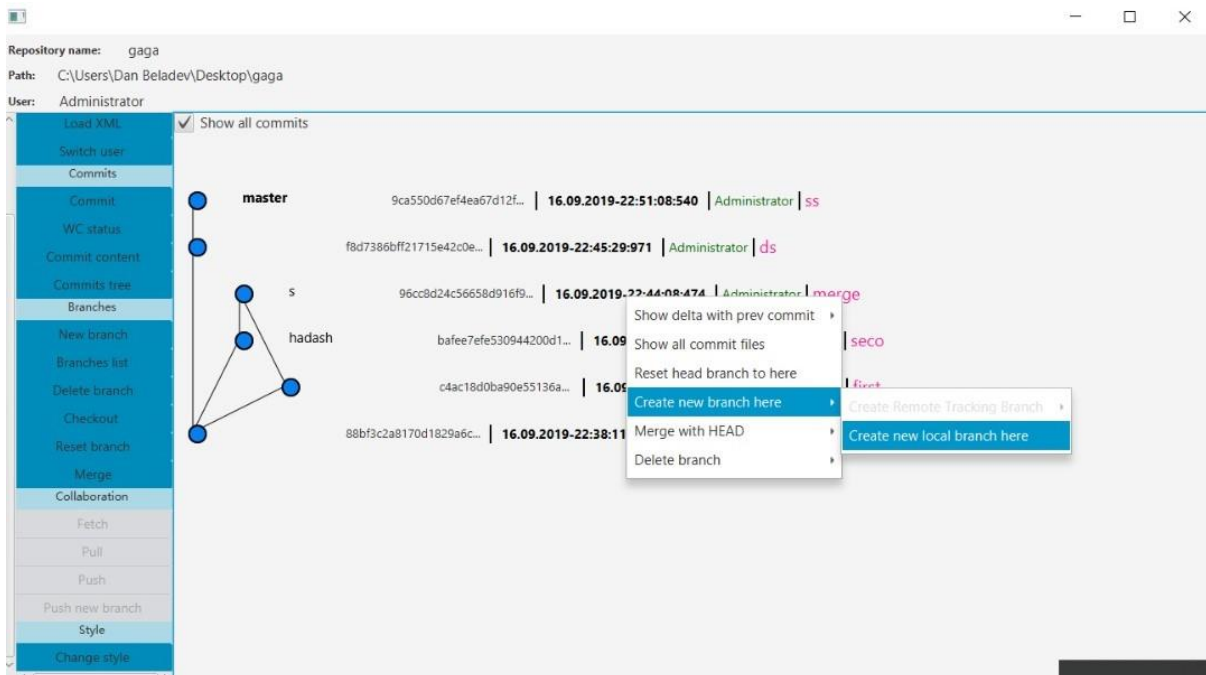 Repository name: gaga
Path: C:\Users\Dan Beladev\Desktop\gaga
User: Administrator
Load XML
Switch user
Commits
Commit
WC status
Commit content
Commits tree
Branches
New branch
Branches list
Delete branch
Checkout
Reset branch
Merge
Collaboration
Fetch
Pull
Push
Push new branch
Style
Change style
Show all commits
master 9ca550d67ef4ea67d12f... | 16.09.2019-22:51:08:540 | Administrator | ss
f8d7386bff21715e42c0e... | 16.09.2019-22:45:29:971 | Administrator | ds
s 96cc8d24c56658d916f9... | 16.09.2019-22:44:08:474 | Administrator | merge
hadash bafee7efe530944200d1... | 16.09 | seco
c4ac18d0ba90e55136a... | 16.09 | first
88bf3c2a8170d1829a6c... | 16.09.2019-22:38:11
Show delta with prev commit
Show all commit files
Reset head branch to here
Create new branch here
Merge with HEAD
Delete branch
Create Remote Tracking Branch
Create new local branch here